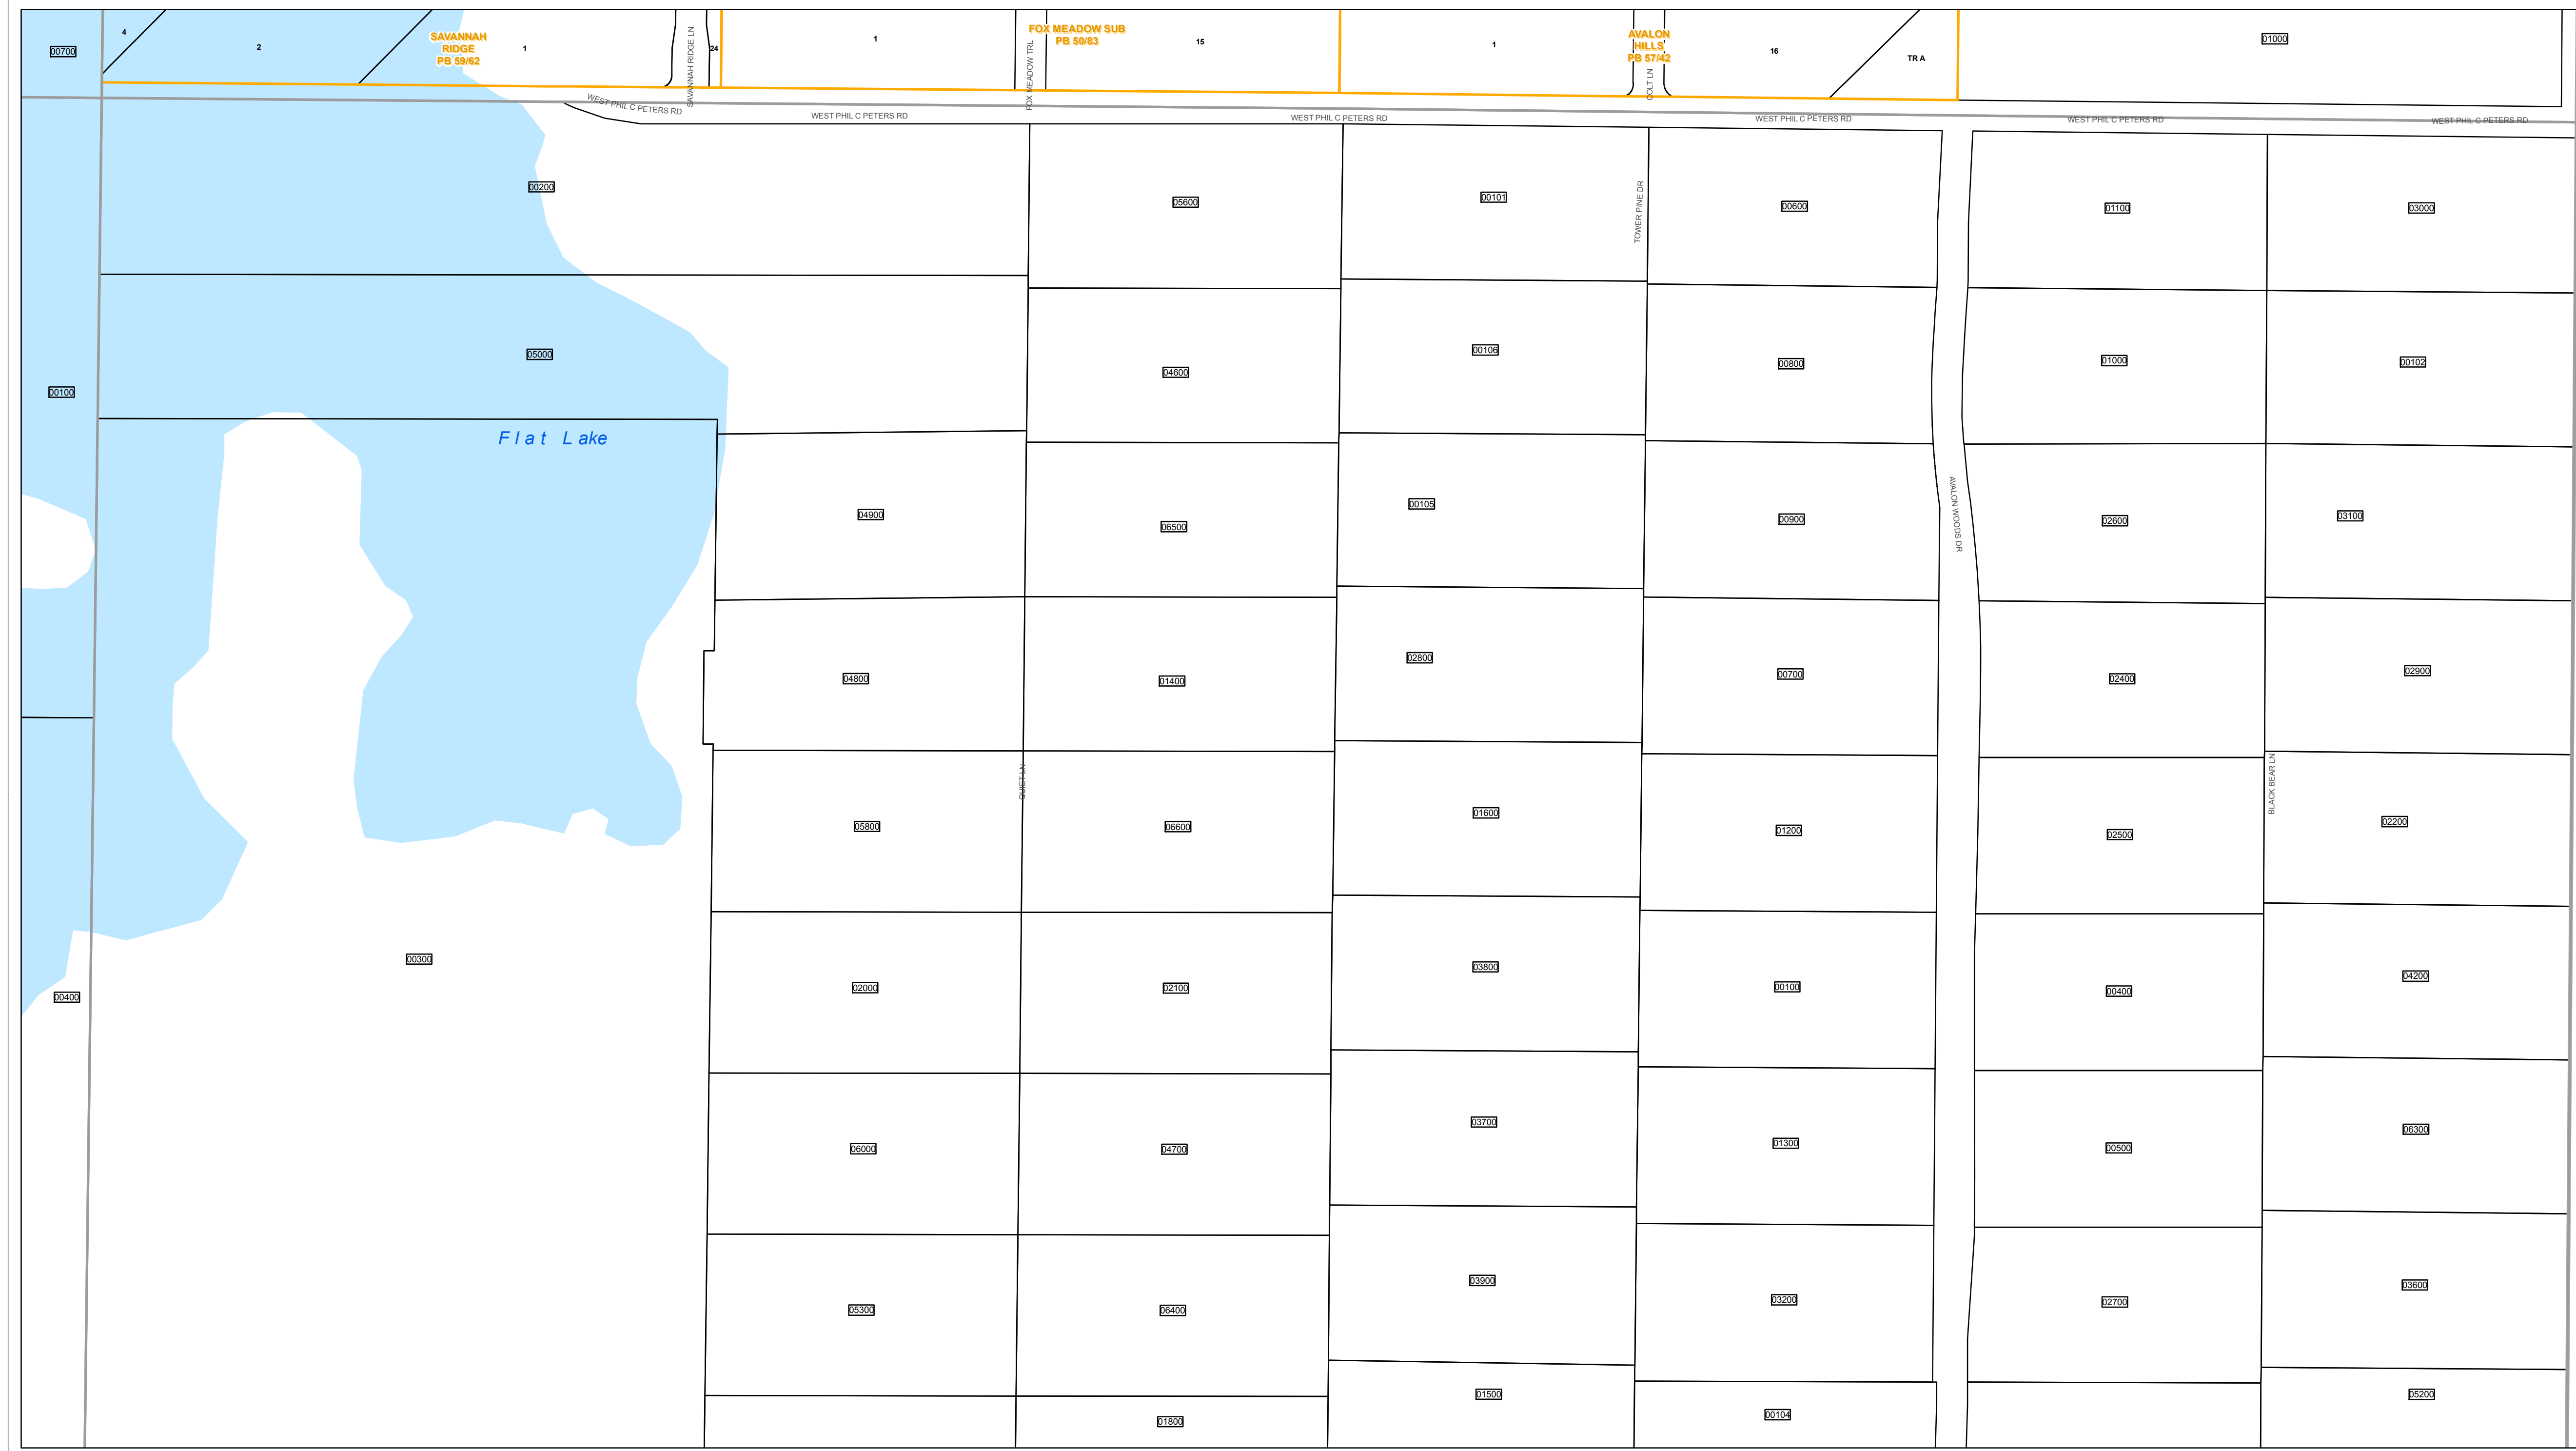 00700
4
2
SAVANNAH
RIDGE
PB 59/62
1
SAVANNAH RIDGE LN
24
1
FOX MEADOW SUB
PB 50/83
FOX MEADOW TRL
15
1
AVALON
HILLS
PB 57/42
COLT LN
16
TR A
01000
WEST PHIL C PETERS RD
WEST PHIL C PETERS RD
WEST PHIL C PETERS RD
WEST PHIL C PETERS RD
WEST PHIL C PETERS RD
WEST PHIL C PETERS RD
00200
05600
00101
TOWER PINE DR
00600
01100
03000
00100
05000
04600
00106
00800
01000
00102
Flat Lake
04900
06500
00105
00900
AVALON WOODS DR
02600
03100
04800
01400
02800
00700
02400
02900
QUIET LN
BLACK BEAR LN
05800
06600
01600
01200
02500
02200
00300
00400
02000
02100
03800
00100
00400
04200
06000
04700
03700
01300
00500
06300
05300
06400
03900
03200
02700
03600
01800
01500
00104
05200